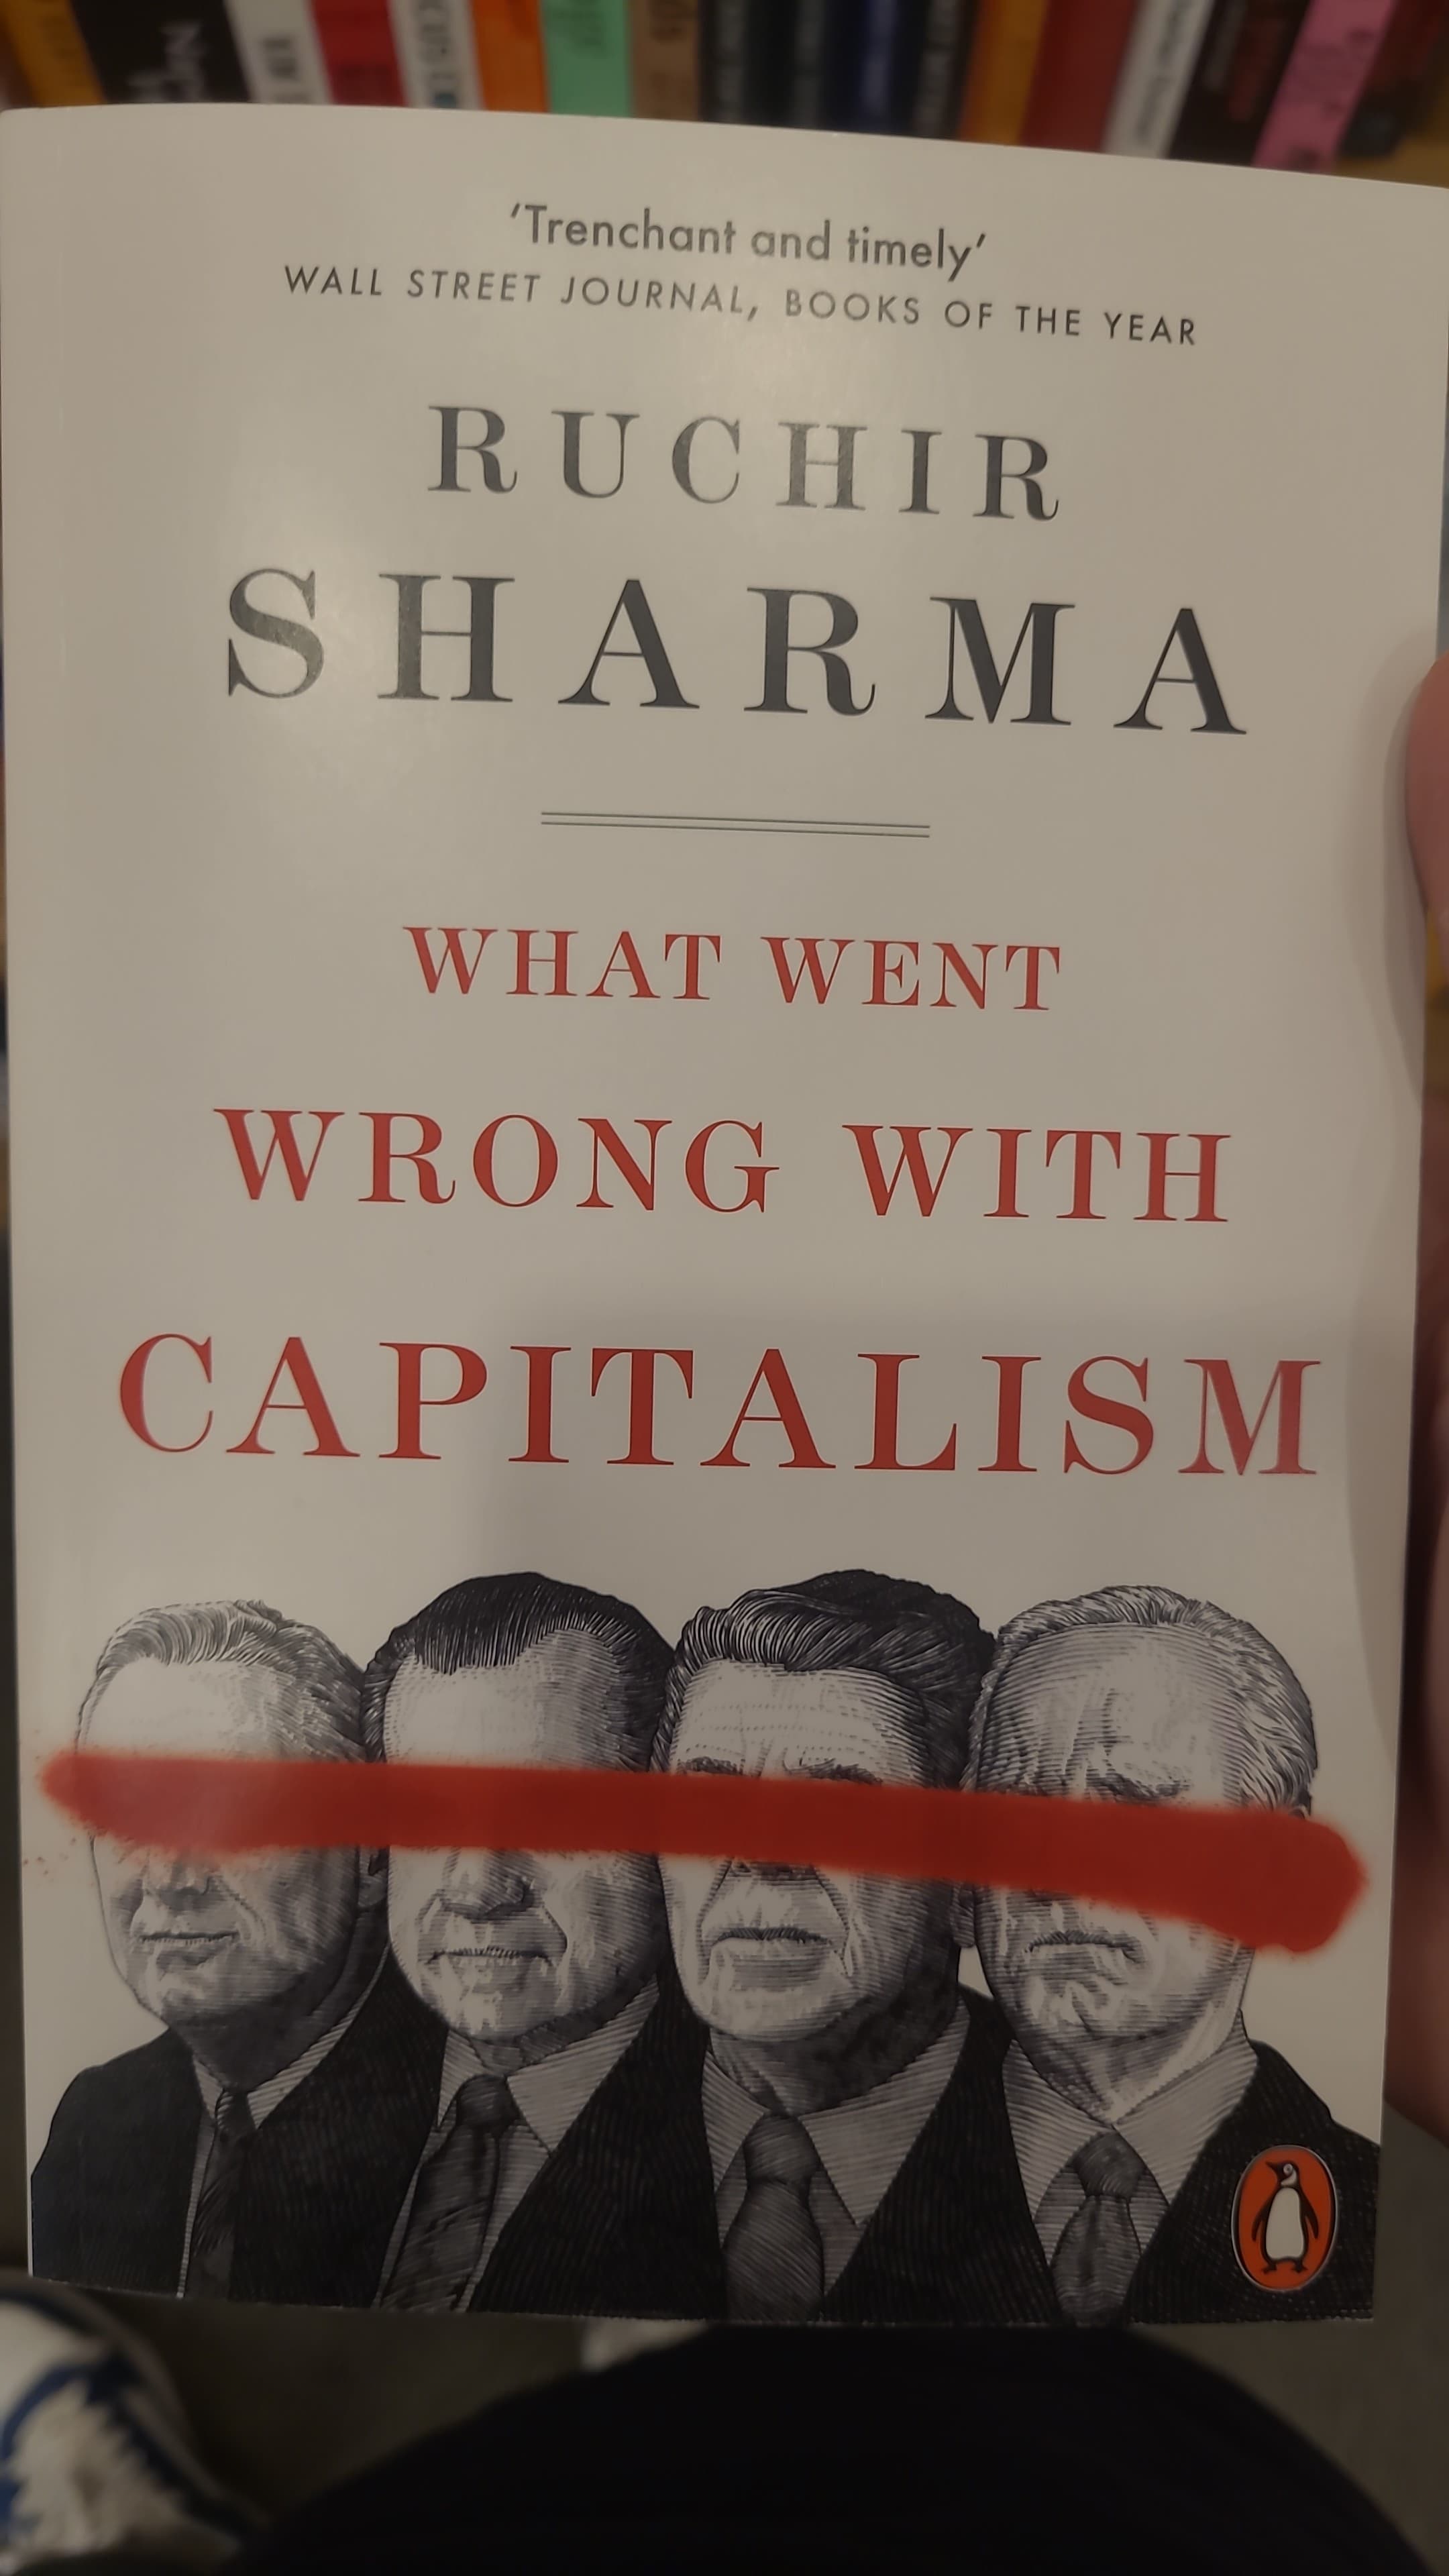 ‘Trenchant and timely’
WALL STREET JOURNAL, BOOKS OF THE YEAR
RUCHIR
SHARMA
WHAT WENT
WRONG WITH
CAPITALISM